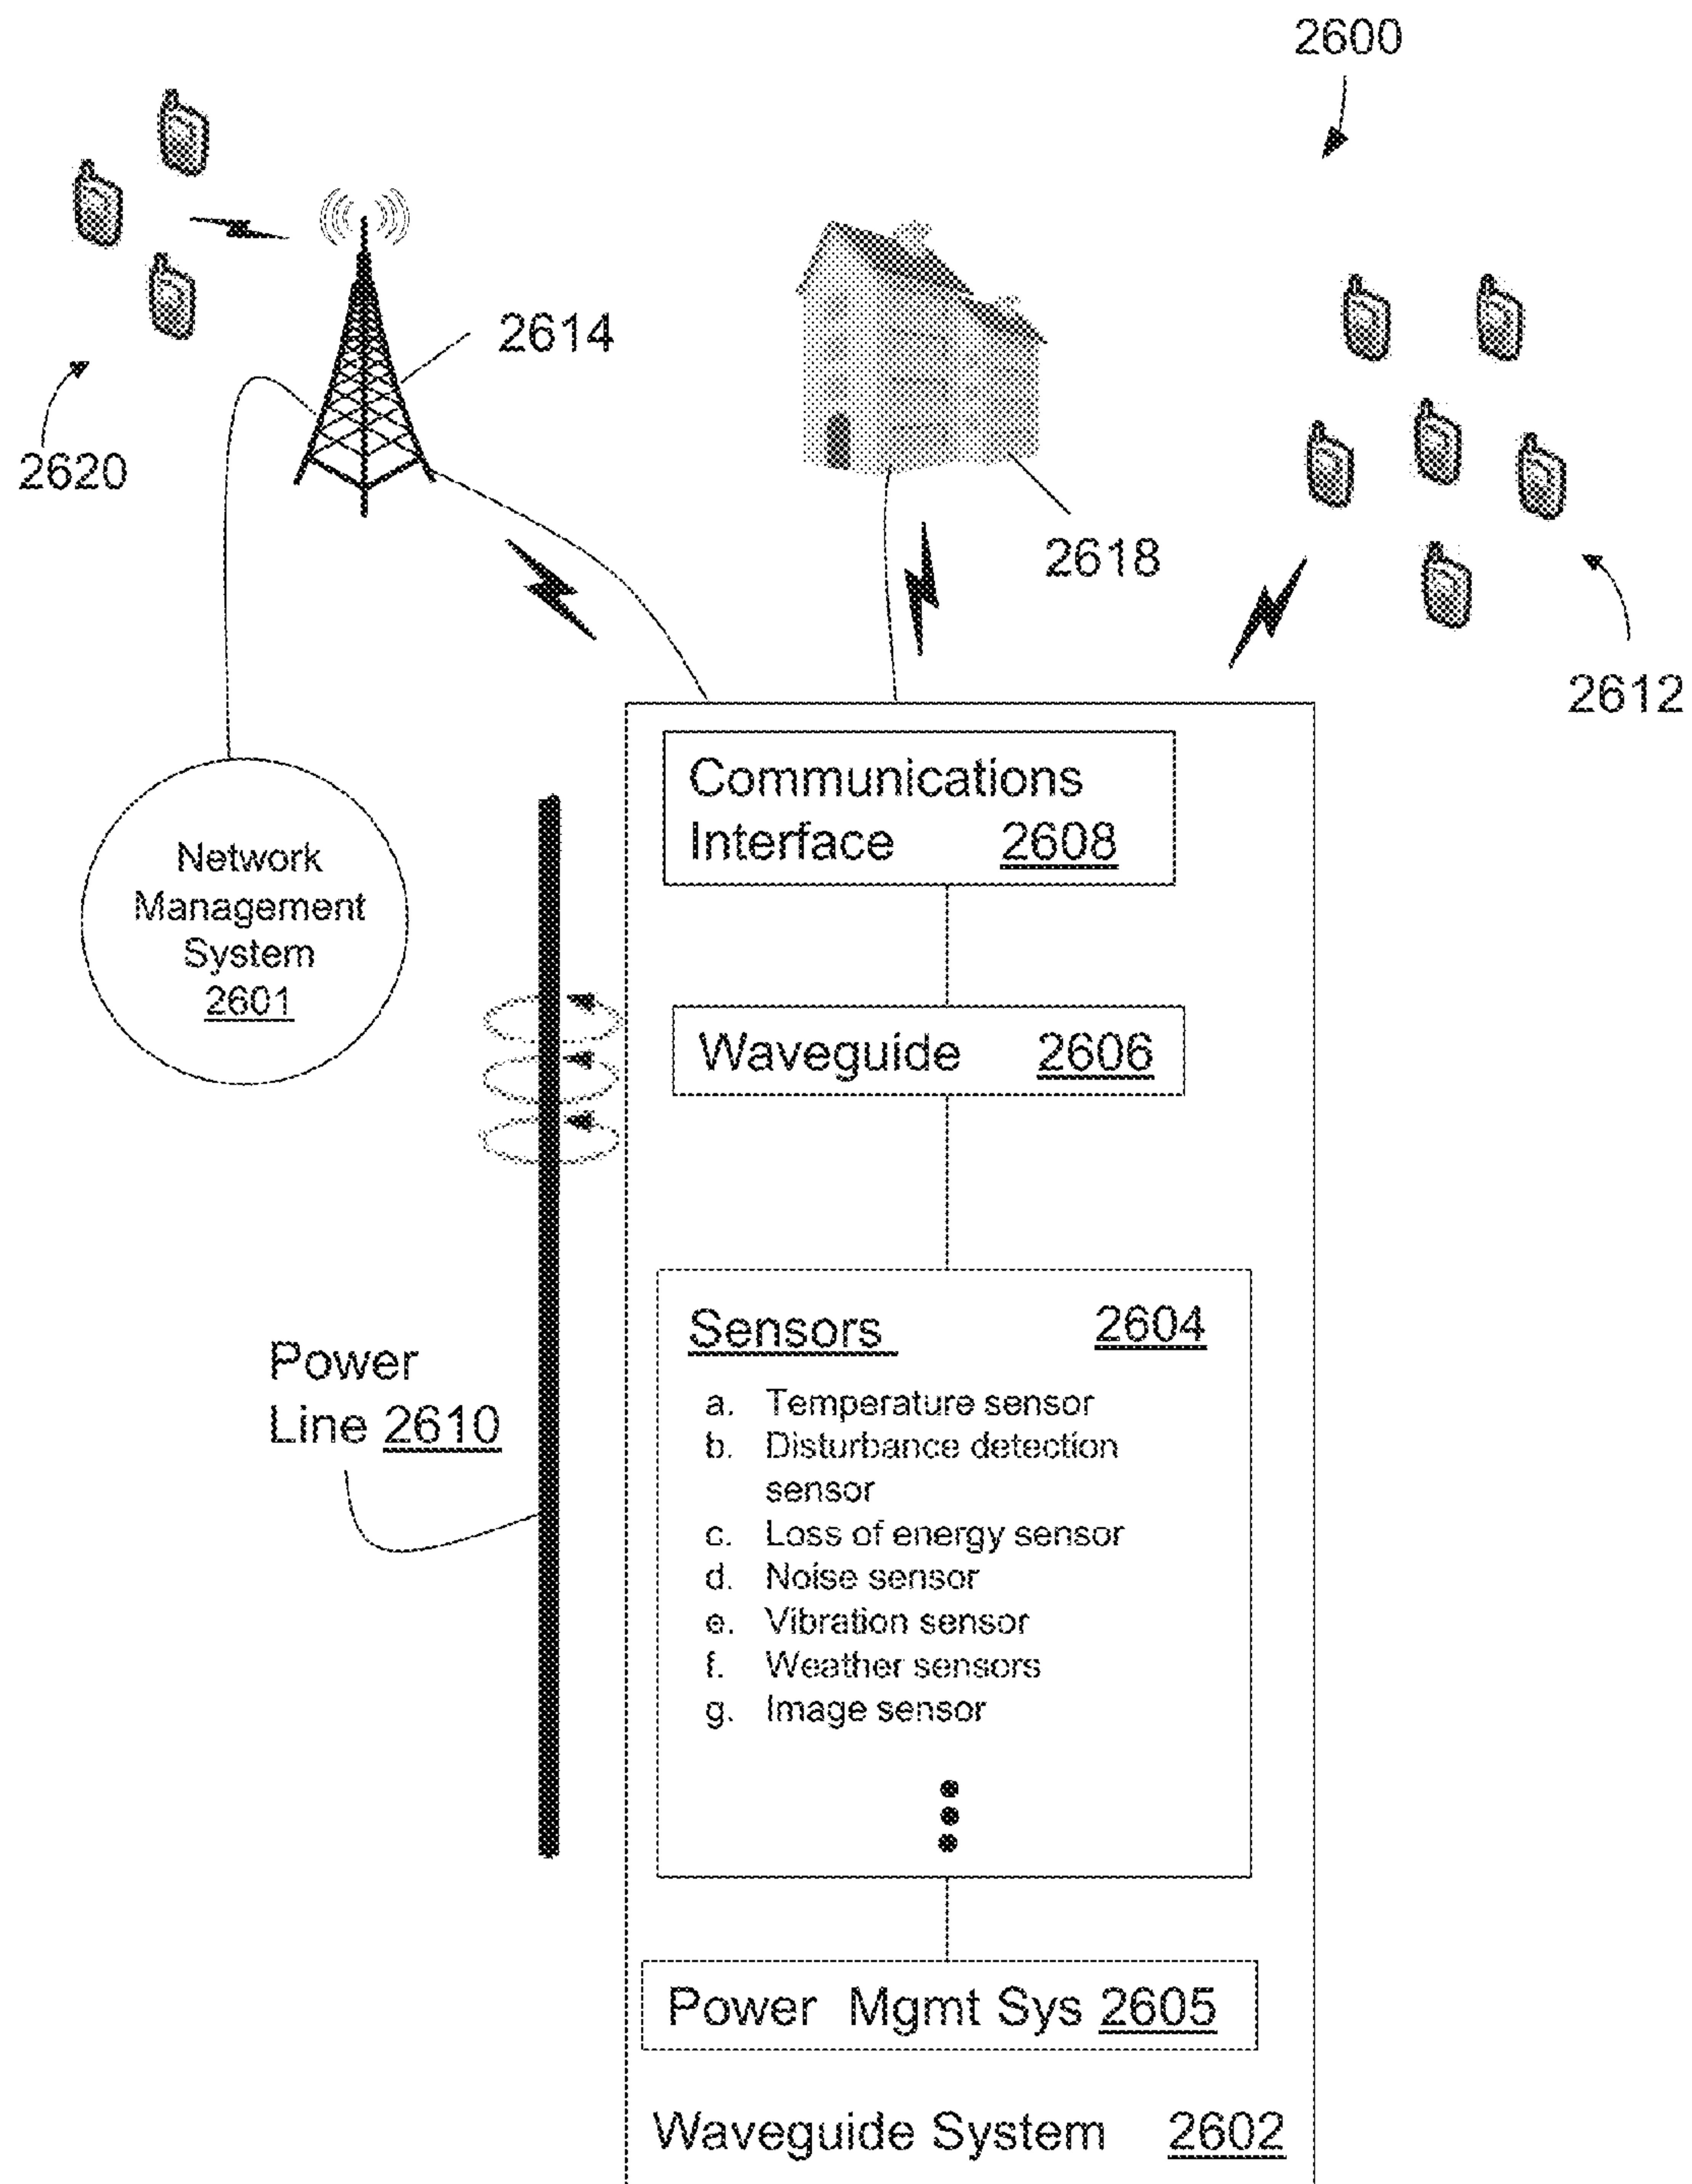 2600
2614
2620
2618
2612
Communications
Interface 2608
Network
Management
System
2601
Waveguide 2606
Sensors 2604
Power
Line 2610
a. Temperature sensor
b. Disturbance detection
sensor
c. Loss of energy sensor
d. Noise sensor
e. Vibration sensor
f. Weather sensors
g. Image sensor
Power Mgmt Sys 2605
Waveguide System 2602